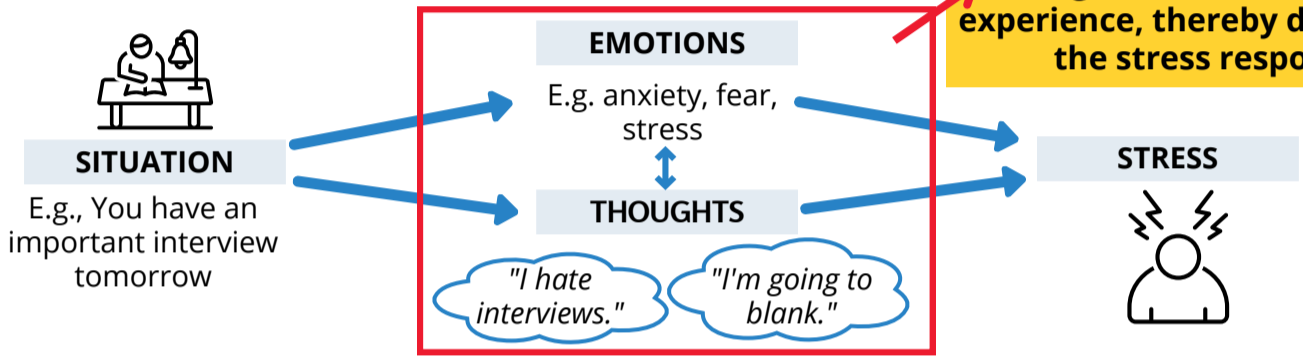 experience, thereby
the stress
EMOTIONS
E.g. anxiety, fear,
stress
SITUATION
E.g., You have an
important interview
tomorrow
THOUGHTS
"I hate
interviews."
"I'm going to
blank."
STRESS